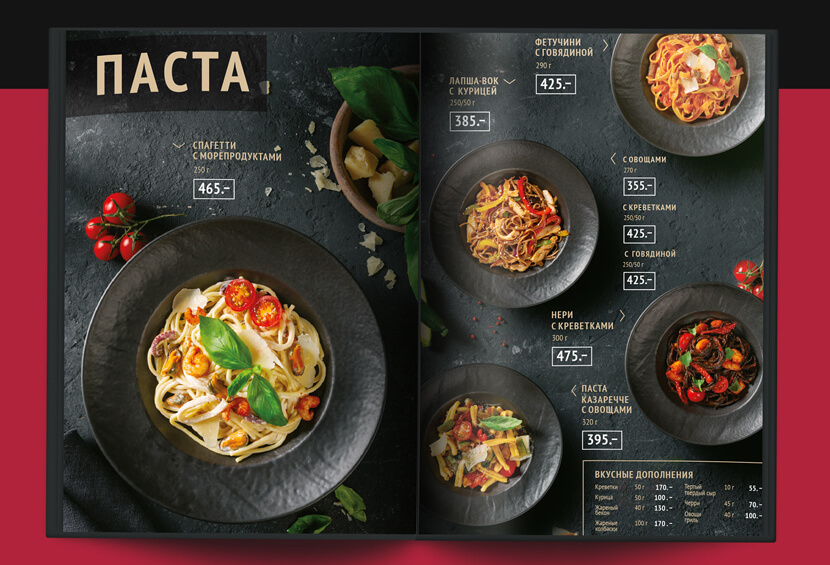 ПАСТА
СПАГЕТТИ
С МОРЕПРОДУКТАМИ
250 г
465.–
ФЕТУЧИНИ
С ГОВЯДИНОЙ
290 г
425.–
ЛАПША-ВОК
С КУРИЦЕЙ
250/50 г
385.–
С ОВОЩАМИ
270 г
355.–
С КРЕВЕТКАМИ
250/50 г
425.–
С ГОВЯДИНОЙ
250/50 г
425.–
НЕРИ
С КРЕВЕТКАМИ
300 г
475.–
ПАСТА
КАЗАРЕЧЧЕ
С ОВОЩАМИ
320 г
395.–
ВКУСНЫЕ ДОПОЛНЕНИЯ
Креветки 50 г 170.–
Курица 50 г 100.–
Жареный
бекон 40 г 130.–
Жареные
колбаски 100 г 170.–
Тертый
твердый сыр 10 г 55.–
Черри 45 г 70.–
Овощи
гриль 40 г 100.–